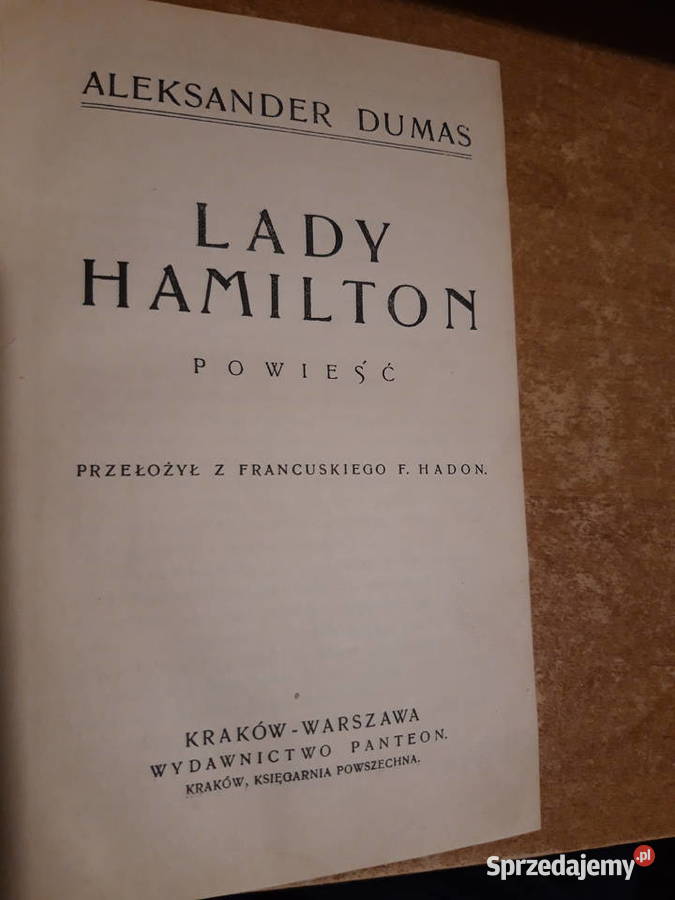 ALEKSANDER DUMAS
LADY
HAMILTON
POWIEŚĆ
PRZEŁOŻYŁ Z FRANCUSKIEGO F. HADON.
KRAKÓW-WARSZAWA
WYDAWNICTWO PANTEON.
KRAKÓW, KSIĘGARNIA POWSZECHNA.
Sprzedajemy.pl